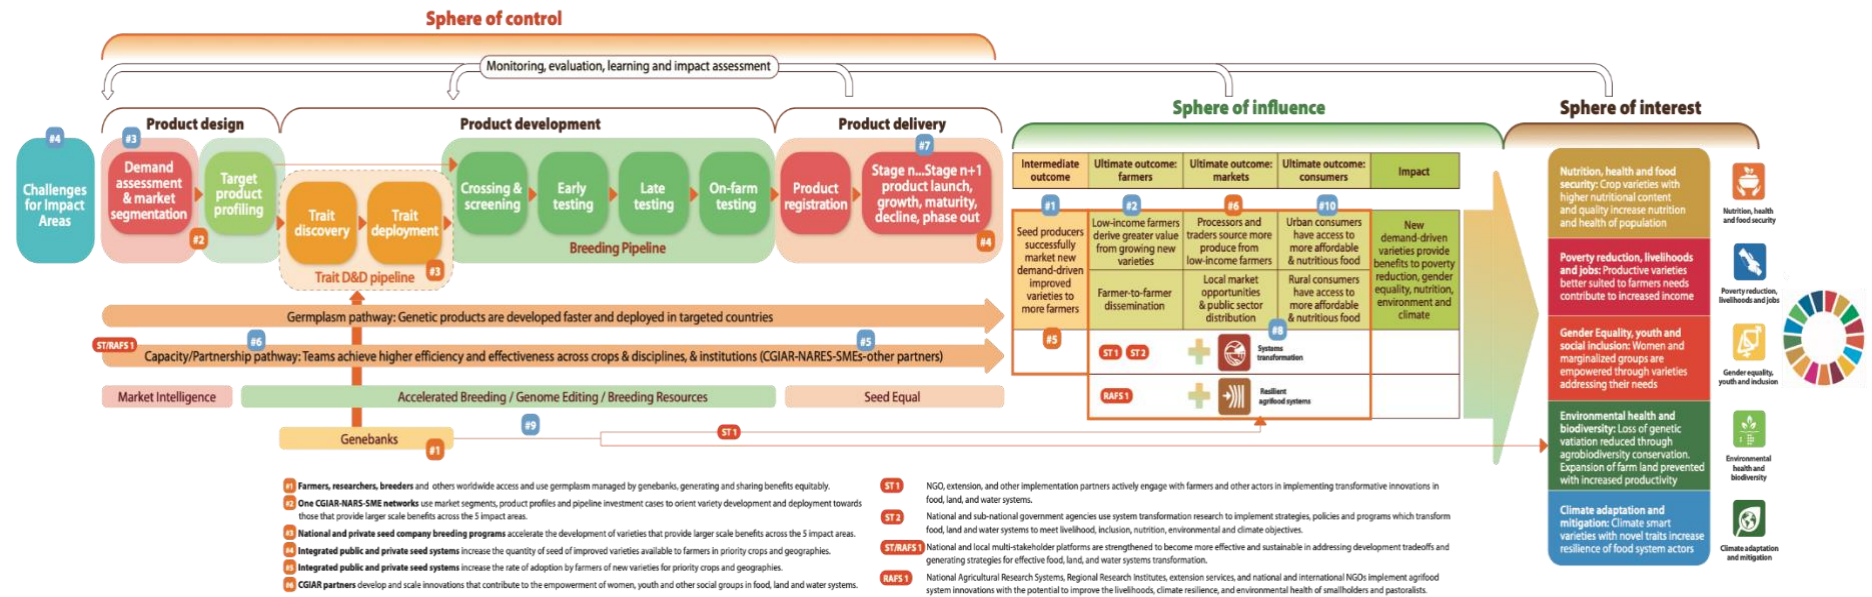 Sphere of control
Monitoring, evaluation, learning and impact assessment
Sphere of influence
Sphere of interest
Product design
Product development
Product delivery
#4
Challenges
for Impact
Areas
#3
Demand
assessment
& market
segmentation
#2
Target
product
profiling
Trait
discovery
Trait
deployment
Trait D&D pipeline
#3
Crossing &
screening
Early
testing
Late
testing
On-farm
testing
Breeding Pipeline
Product
registration
#7
Stage n...Stage n+1
product launch,
growth, maturity,
decline, phase out
#4
Germplasm pathway: Genetic products are developed faster and deployed in targeted countries
ST/RAFS 1
#6
#5
Capacity/Partnership pathway: Teams achieve higher efficiency and effectiveness across crops & disciplines, & institutions (CGIAR-NARES-SMEs-other partners)
Market Intelligence
Accelerated Breeding / Genome Editing / Breeding Resources
Seed Equal
Genebanks
#1
#9
ST 1
Intermediate
outcome
Ultimate outcome:
farmers
Ultimate outcome:
markets
Ultimate outcome:
consumers
Impact
#1
Seed producers
successfully
market new
demand-driven
improved
varieties to
more farmers
#5
#2
Low-income farmers
derive greater value
from growing new
varieties
Farmer-to-farmer
dissemination
#6
Processors and
traders source more
produce from
low-income farmers
Local market
opportunities
& public sector
distribution
#10
Urban consumers
have access to
more affordable
& nutritious food
Rural consumers
have access to
more affordable
& nutritious food
#8
New
demand-driven
varieties provide
benefits to poverty
reduction, gender
equality, nutrition,
environment and
climate
ST 1
ST 2
Systems
transformation
RAFS 1
Resilient
agrifood systems
Nutrition, health and food
security: Crop varieties with
higher nutritional content
and quality increase nutrition
and health of population
Poverty reduction, livelihoods
and jobs: Productive varieties
better suited to farmers needs
contribute to increased income
Gender Equality, youth and
social inclusion: Women and
marginalized groups are
empowered through varieties
addressing their needs
Environmental health and
biodiversity: Loss of genetic
vatiation reduced through
agrobiodiversity conservation.
Expansion of farm land prevented
with increased productivity
Climate adaptation and
mitigation: Climate smart
varieties with novel traits increase
resilience of food system actors
Nutrition, health
and food security
Poverty reduction,
livelihoods and jobs
Gender equality,
youth and inclusion
Environmental
health and
biodiversity
Climate adaptation
and mitigation
#1 Farmers, researchers, breeders and others worldwide access and use germplasm managed by genebanks, generating and sharing benefits equitably.
#2 One CGIAR-NARS-SME networks use market segments, product profiles and pipeline investment cases to orient variety development and deployment towards
those that provide larger scale benefits across the 5 impact areas.
#3 National and private seed company breeding programs accelerate the development of varieties that provide larger scale benefits across the 5 impact areas.
#4 Integrated public and private seed systems increase the quantity of seed of improved varieties available to farmers in priority crops and geographies.
#5 Integrated public and private seed systems increase the rate of adoption by farmers of new varieties for priority crops and geographies.
#6 CGIAR partners develop and scale innovations that contribute to the empowerment of women, youth and other social groups in food, land and water systems.
ST 1 NGO, extension, and other implementation partners actively engage with farmers and other actors in implementing transformative innovations in
food, land, and water systems.
ST 2 National and sub-national government agencies use system transformation research to implement strategies, policies and programs which transform
food, land and water systems to meet livelihood, inclusion, nutrition, environmental and climate objectives.
ST/RAFS 1 National and local multi-stakeholder platforms are strengthened to become more effective and sustainable in addressing development tradeoffs and
generating strategies for effective food, land, and water systems transformation.
RAFS 1 National Agricultural Research Systems, Regional Research Institutes, extension services, and national and international NGOs implement agrifood
system innovations with the potential to improve the livelihoods, climate resilience, and environmental health of smallholders and pastoralists.